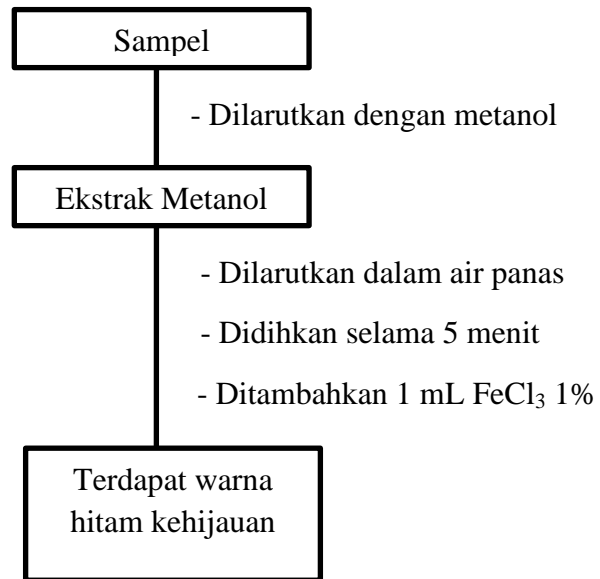 Sampel
- Dilarutkan dengan metanol
Ekstrak Metanol
- Dilarutkan dalam air panas
- Didihkan selama 5 menit
- Ditambahkan 1 mL FeCl₃ 1%
Terdapat warna
hitam kehijauan